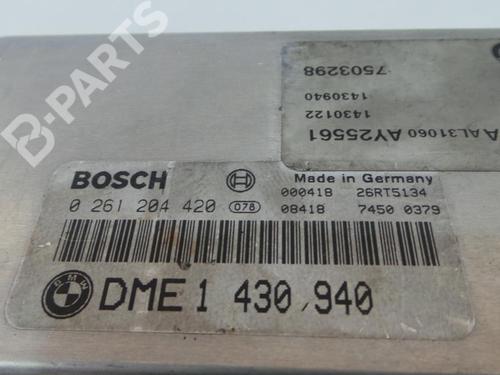 B-PARTS
7503298
1430940
1430122
A AL31060 AY25561
BOSCH
Made in Germany
000418 26RT5134
0 261 204 420 078 08418 7450 0379
BMW
DME 1 430 940